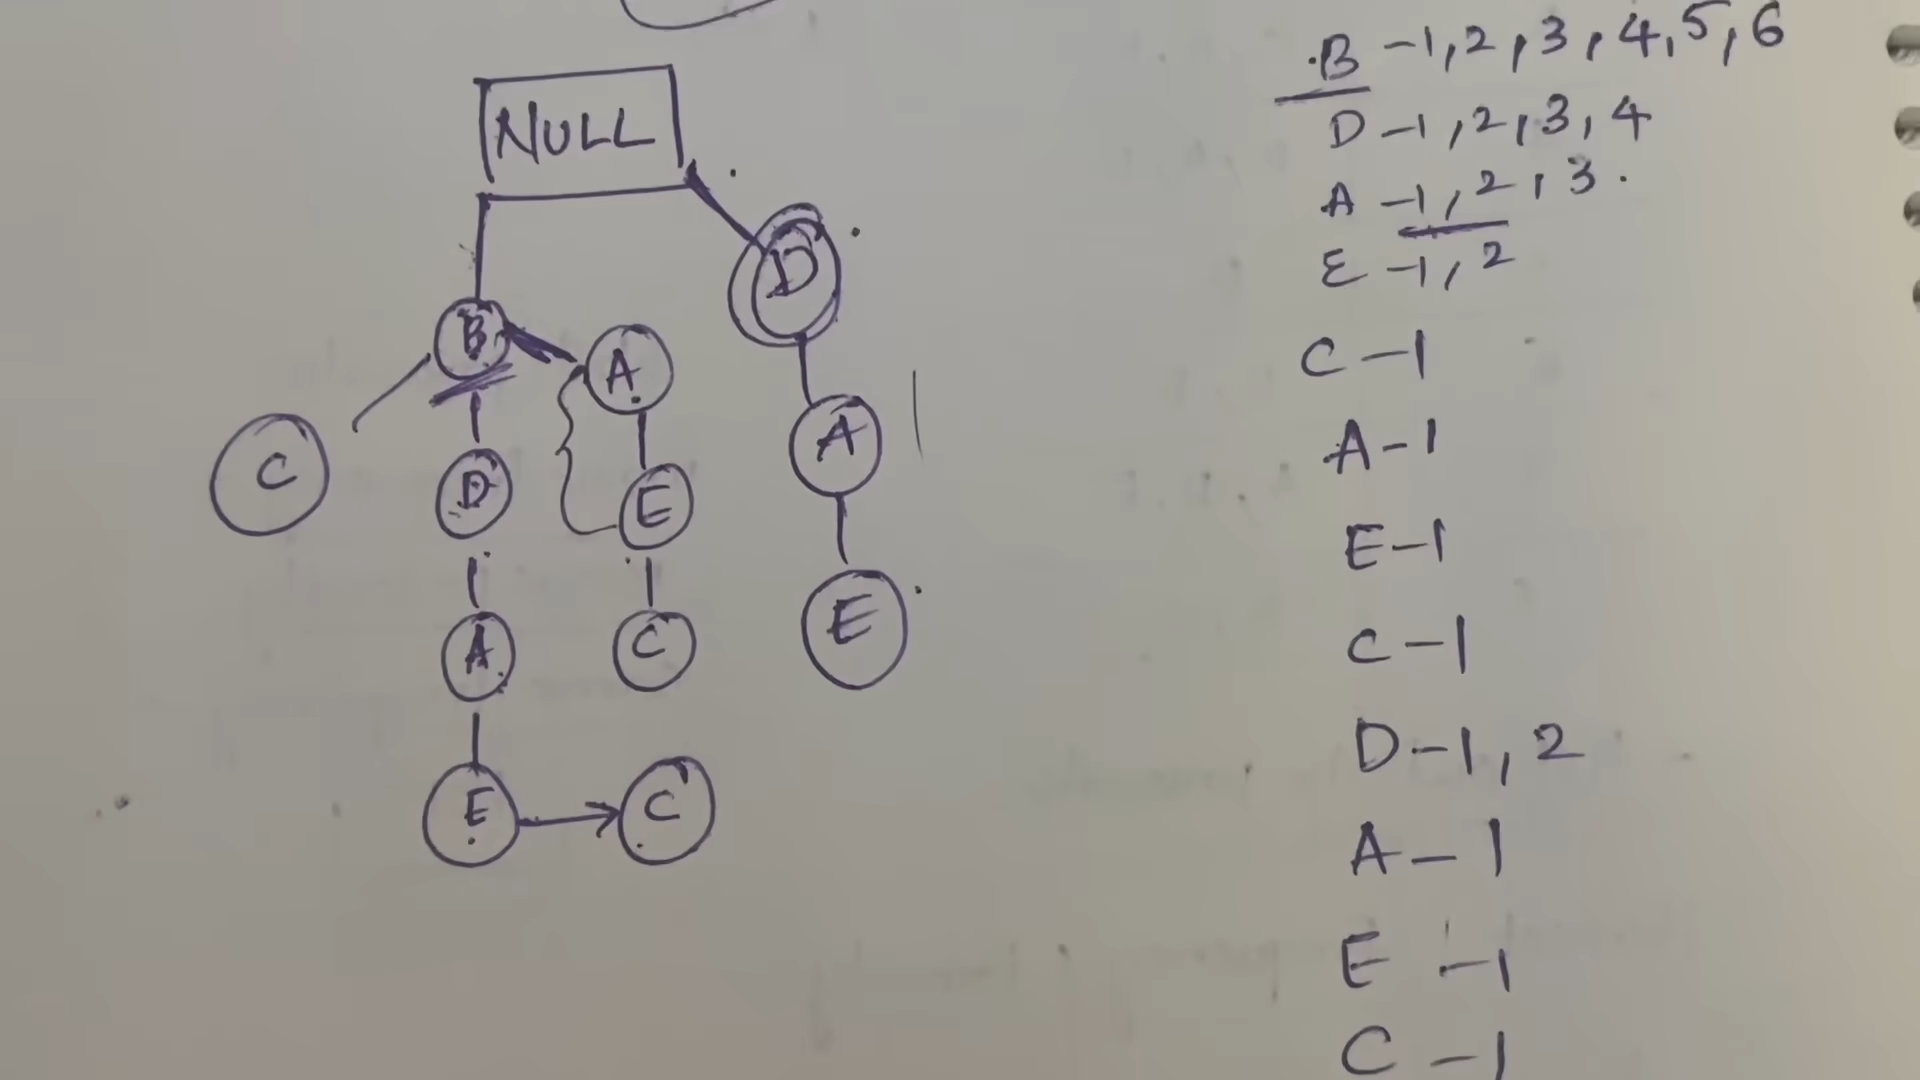 NULL
B
A
D
C
D
A
E
A
C
E
E
C
B -1, 2, 3, 4, 5, 6
D -1, 2, 3, 4
A -1, 2, 3.
E -1, 2
C -1
A -1
E -1
C -1
D -1, 2
A -1
E -1
C -1